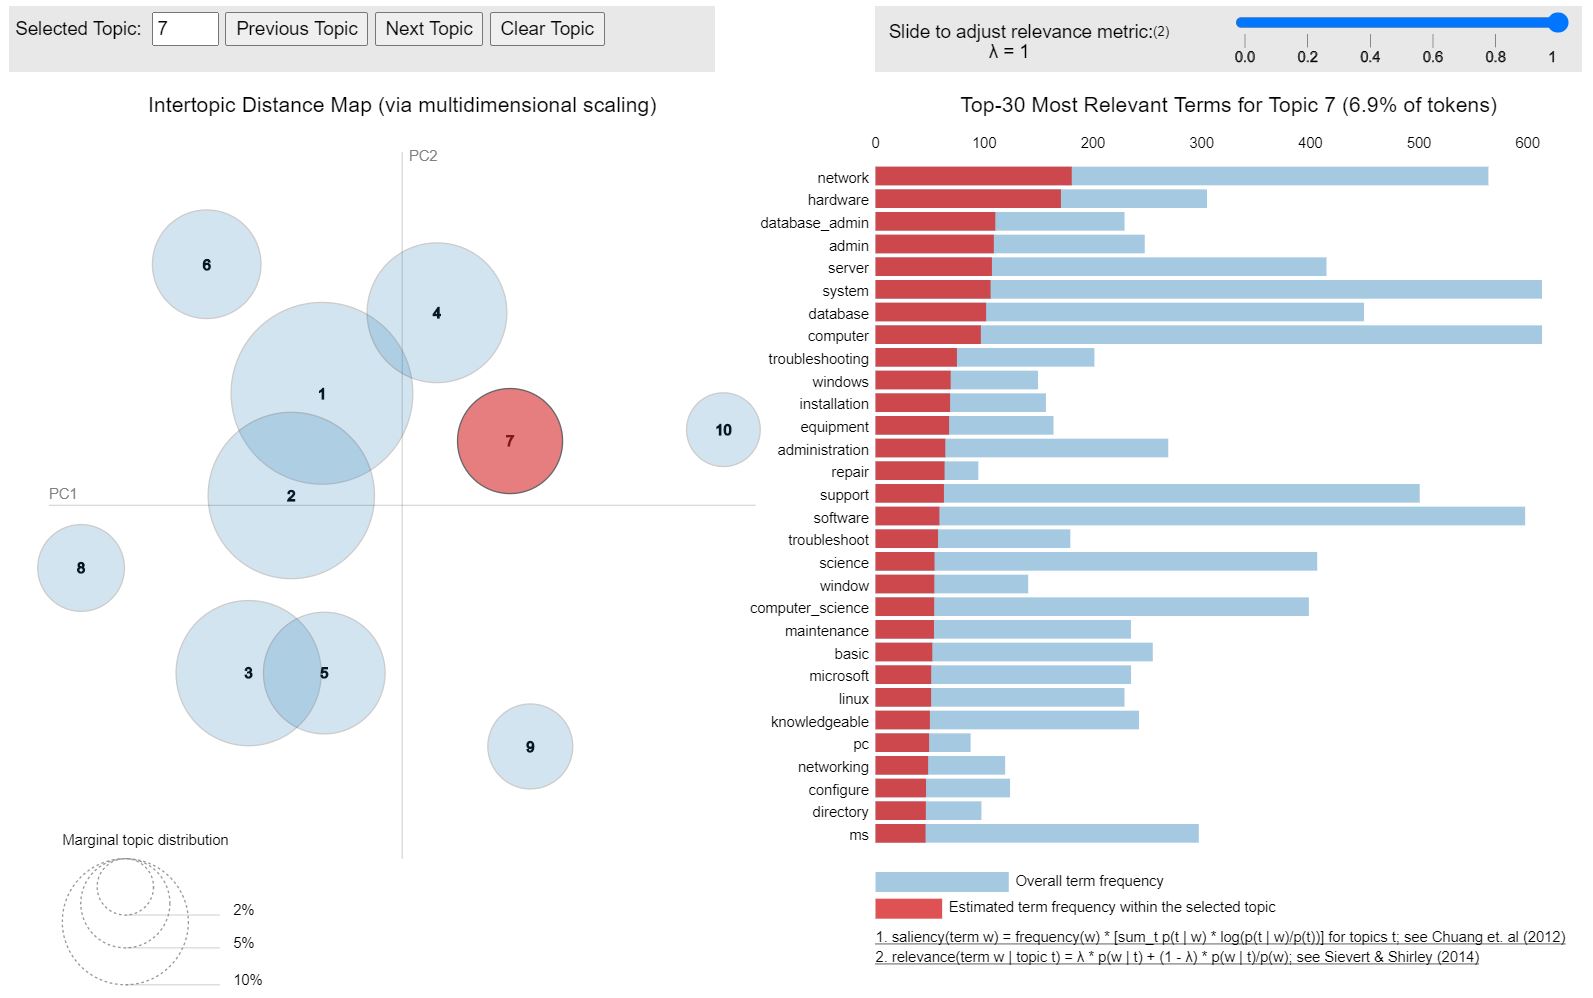 Selected Topic: 7 Previous Topic Next Topic Clear Topic
Slide to adjust relevance metric:(2)
λ = 1
0.0 0.2 0.4 0.6 0.8 1
Intertopic Distance Map (via multidimensional scaling)
PC2
PC1
6
4
1
7
10
2
8
3
5
9
Marginal topic distribution
2%
5%
10%
Top-30 Most Relevant Terms for Topic 7 (6.9% of tokens)
0 100 200 300 400 500 600
network
hardware
database_admin
admin
server
system
database
computer
troubleshooting
windows
installation
equipment
administration
repair
support
software
troubleshoot
science
window
computer_science
maintenance
basic
microsoft
linux
knowledgeable
pc
networking
configure
directory
ms
Overall term frequency
Estimated term frequency within the selected topic
1. saliency(term w) = frequency(w) * [sum_t p(t | w) * log(p(t | w)/p(t))] for topics t; see Chuang et. al (2012)
2. relevance(term w | topic t) = λ * p(w | t) + (1 - λ) * p(w | t)/p(w); see Sievert & Shirley (2014)